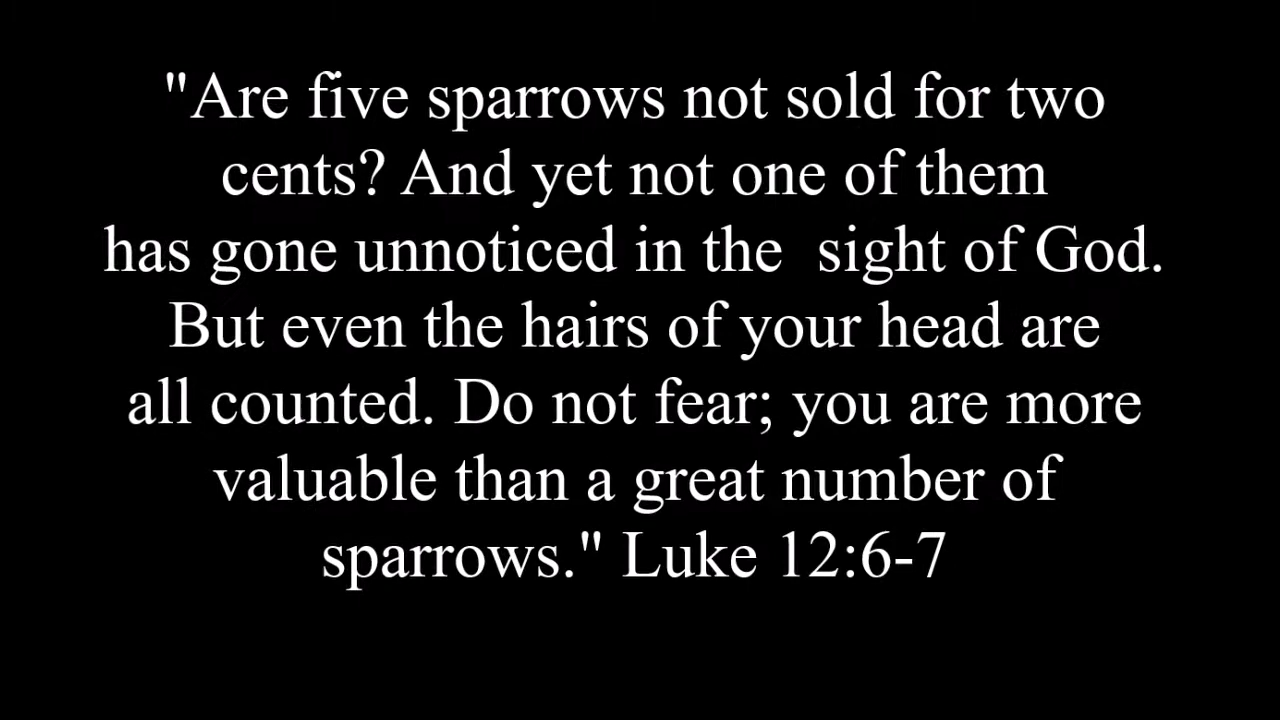 "Are five sparrows not sold for two
cents? And yet not one of them
has gone unnoticed in the  sight of God.
But even the hairs of your head are
all counted. Do not fear; you are more
valuable than a great number of
sparrows." Luke 12:6-7